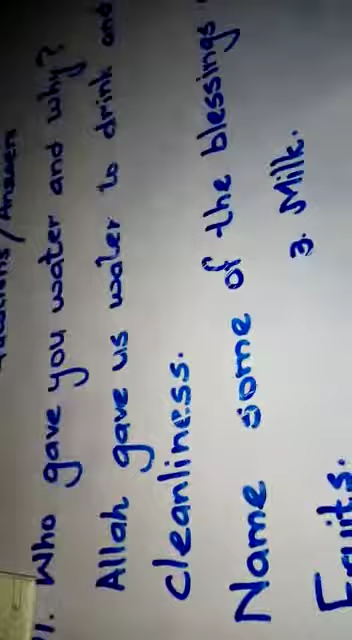 Questions / Answers
1. Who gave you water and why?
Allah gave us water to drink and
cleanliness.
Name some of the blessings
3. Milk.
Fruits.